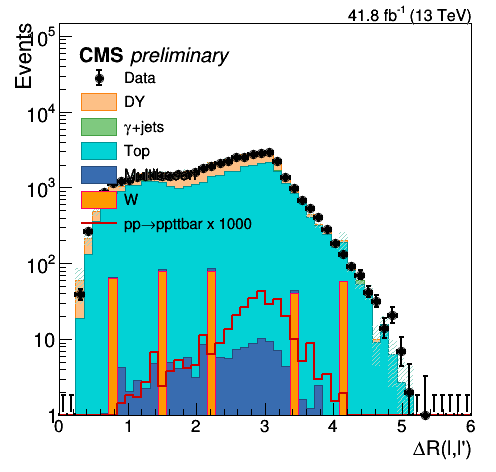 41.8 fb⁻¹ (13 TeV)
Events
CMS preliminary
Data
DY
γ+jets
Top
W
pp→ppttbar x 1000
10⁵
10⁴
10³
10²
10
1
0 1 2 3 4 5 6
ΔR(l,l')